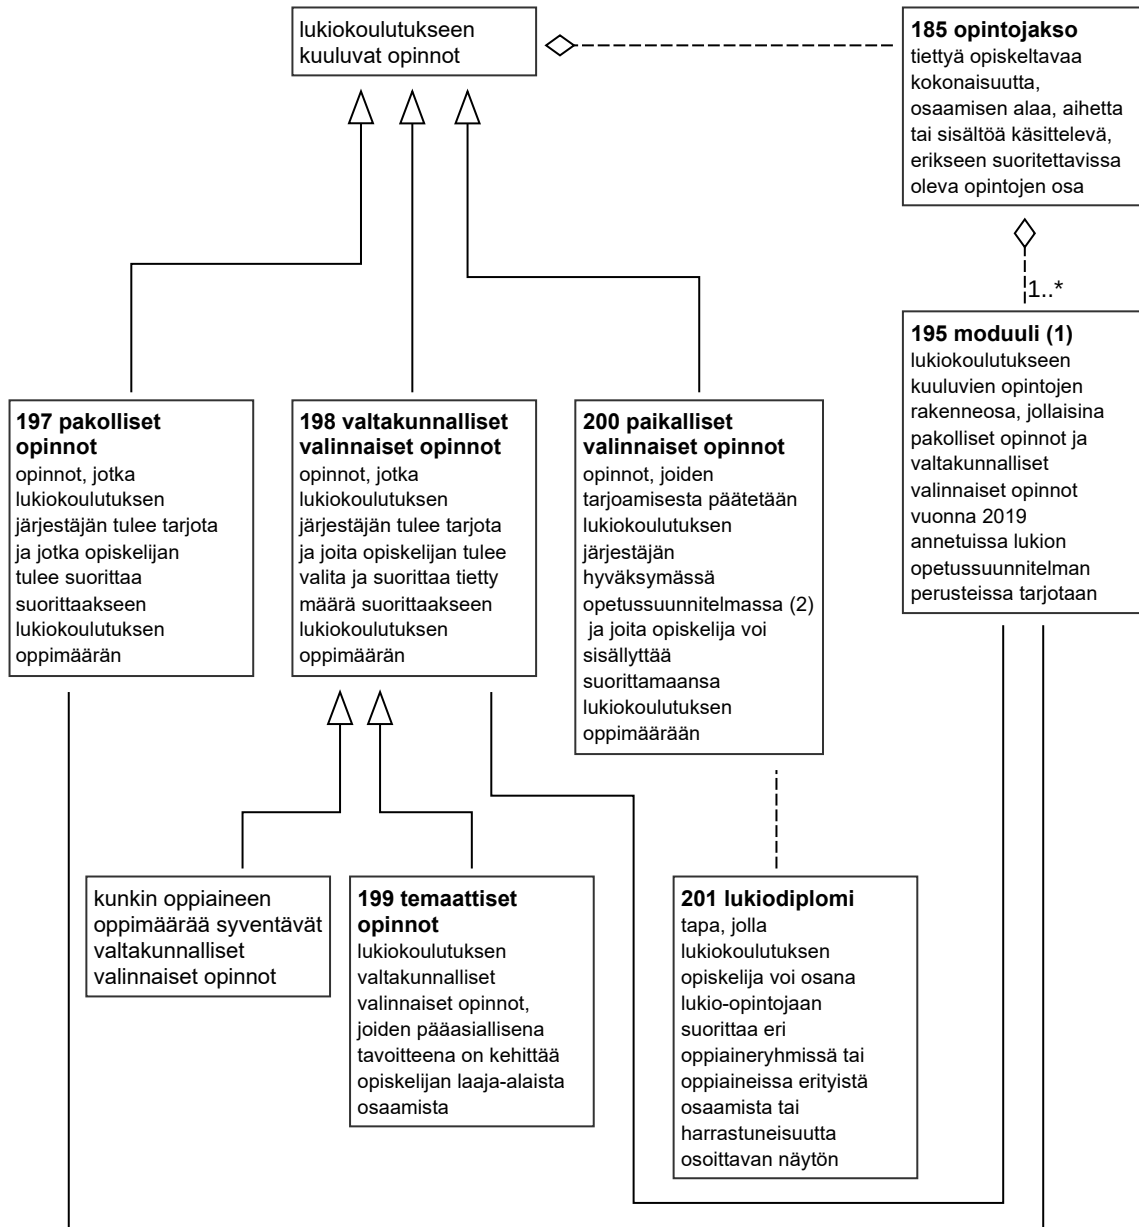 lukiokoulutukseen
kuuluvat opinnot
185 opintojakso
tiettyä opiskeltavaa
kokonaisuutta,
osaamisen alaa, aihetta
tai sisältöä käsittelevä,
erikseen suoritettavissa
oleva opintojen osa
1..*
195 moduuli (1)
lukiokoulutukseen
kuuluvien opintojen
rakenneosa, jollaisina
pakolliset opinnot ja
valtakunnalliset
valinnaiset opinnot
vuonna 2019
annetuissa lukion
opetussuunnitelman
perusteissa tarjotaan
197 pakolliset
opinnot
opinnot, jotka
lukiokoulutuksen
järjestäjän tulee tarjota
ja jotka opiskelijan
tulee suorittaa
suorittaakseen
lukiokoulutuksen
oppimäärän
198 valtakunnalliset
valinnaiset opinnot
opinnot, jotka
lukiokoulutuksen
järjestäjän tulee tarjota
ja joita opiskelijan tulee
valita ja suorittaa tietty
määrä suorittaakseen
lukiokoulutuksen
oppimäärän
200 paikalliset
valinnaiset opinnot
opinnot, joiden
tarjoamisesta päätetään
lukiokoulutuksen
järjestäjän
hyväksymässä
opetussuunnitelmassa (2)
ja joita opiskelija voi
sisällyttää
suorittamaansa
lukiokoulutuksen
oppimäärään
kunkin oppiaineen
oppimäärää syventävät
valtakunnalliset
valinnaiset opinnot
199 temaattiset
opinnot
lukiokoulutuksen
valtakunnalliset
valinnaiset opinnot,
joiden pääasiallisena
tavoitteena on kehittää
opiskelijan laaja-alaista
osaamista
201 lukiodiplomi
tapa, jolla
lukiokoulutuksen
opiskelija voi osana
lukio-opintojaan
suorittaa eri
oppiaineryhmissä tai
oppiaineissa erityistä
osaamista tai
harrastuneisuutta
osoittavan näytön